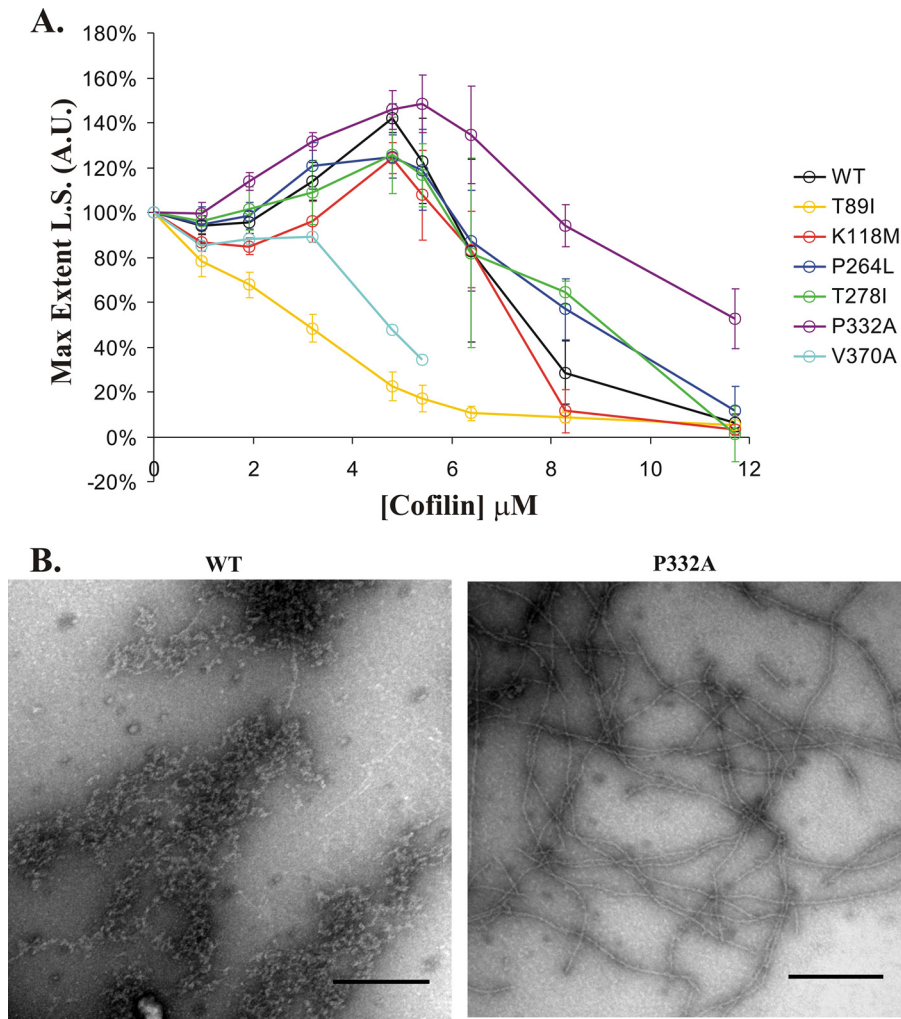 A.
180%
160%
140%
120%
100%
80%
60%
40%
20%
0%
-20%
Max Extent L.S. (A.U.)
0 2 4 6 8 10 12
[Cofilin] μM
WT
T89I
K118M
P264L
T278I
P332A
V370A
B.
WT
P332A